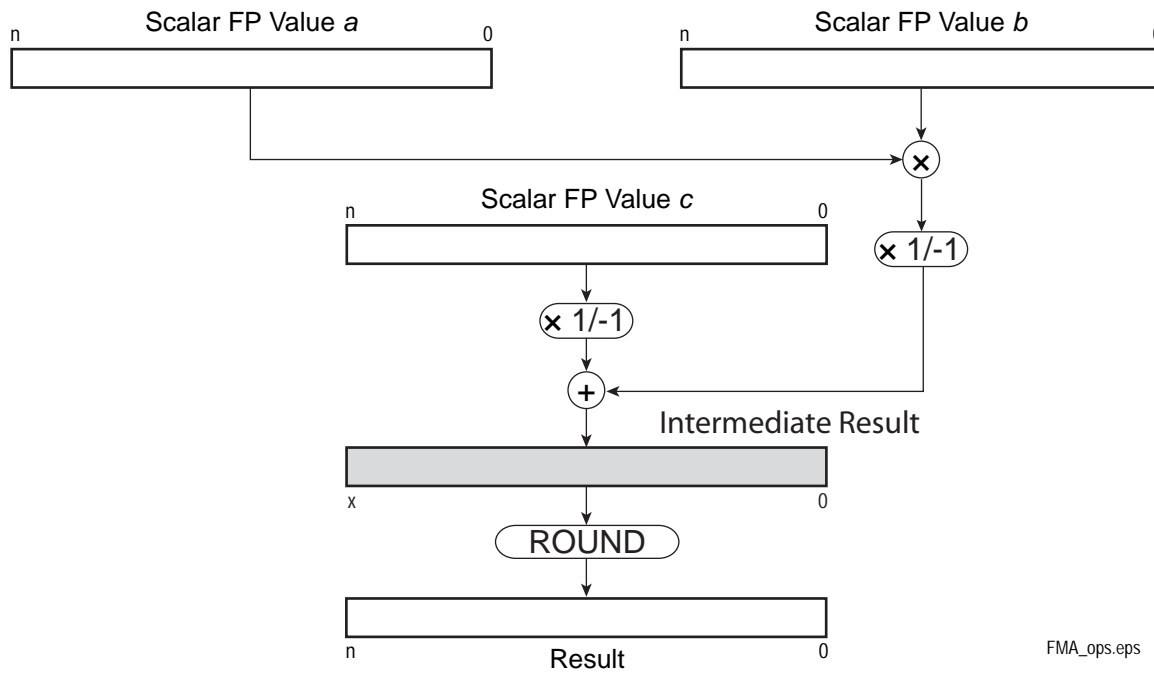 Scalar FP Value a
Scalar FP Value b
n 0
n 0
×
Scalar FP Value c
n 0
× 1/-1
× 1/-1
+
Intermediate Result
x 0
ROUND
n 0
Result
FMA_ops.eps